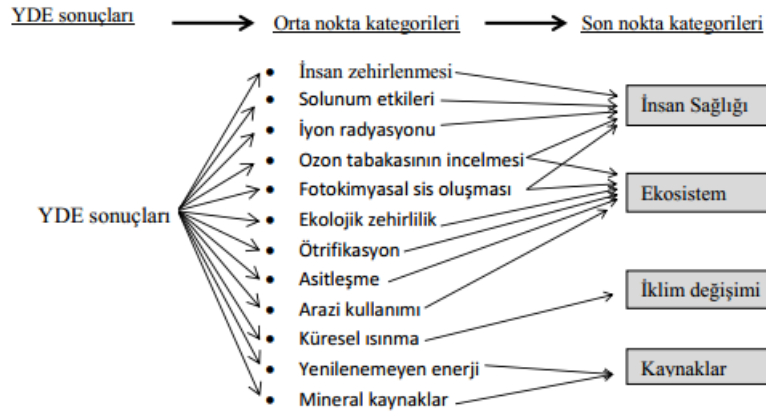 YDE sonuçları Orta nokta kategorileri Son nokta kategorileri
İnsan zehirlenmesi
Solunum etkileri
İyon radyasyonu
Ozon tabakasının incelmesi
Fotokimyasal sis oluşması
Ekolojik zehirlilik
Ötrifikasyon
Asitleşme
Arazi kullanımı
Küresel ısınma
Yenilenemeyen enerji
Mineral kaynaklar
YDE sonuçları
İnsan Sağlığı
Ekosistem
İklim değişimi
Kaynaklar